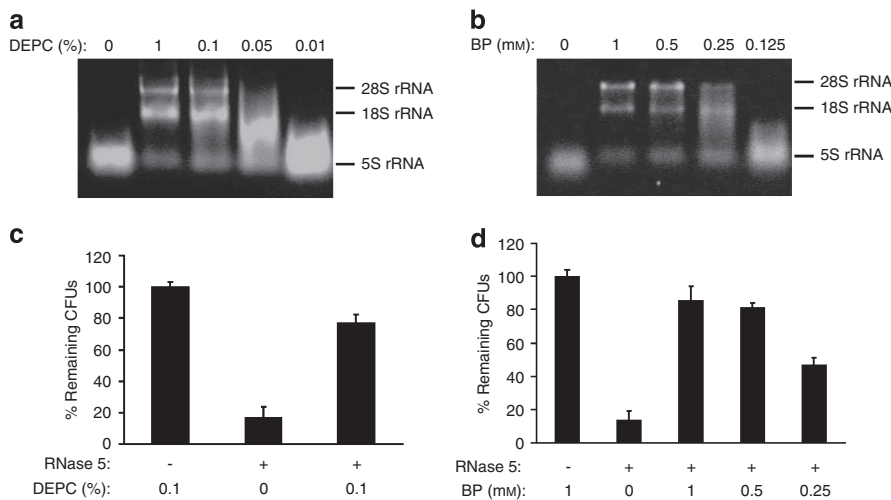 a
DEPC (%): 0 1 0.1 0.05 0.01
28S rRNA
18S rRNA
5S rRNA
b
BP (mM): 0 1 0.5 0.25 0.125
28S rRNA
18S rRNA
5S rRNA
c
% Remaining CFUs
120
100
80
60
40
20
0
RNase 5: - + +
DEPC (%): 0.1 0 0.1
d
% Remaining CFUs
120
100
80
60
40
20
0
RNase 5: - + + + +
BP (mM): 1 0 1 0.5 0.25